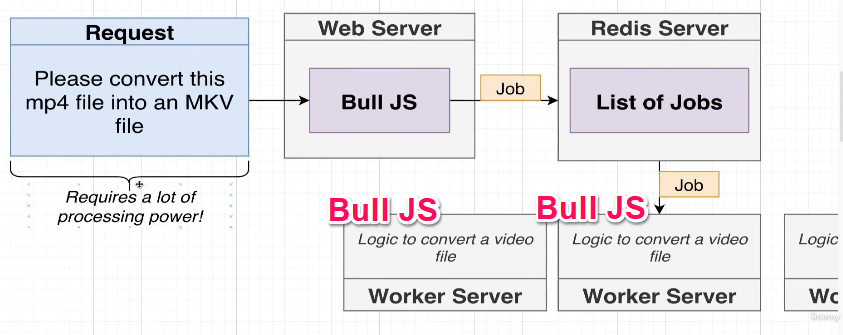 Request
Please convert this
mp4 file into an MKV
file
Requires a lot of
processing power!
Web Server
Bull JS
Job
Redis Server
List of Jobs
Job
Bull JS
Logic to convert a video
file
Worker Server
Bull JS
Logic to convert a video
file
Worker Server
Logic
Wo
Udemy